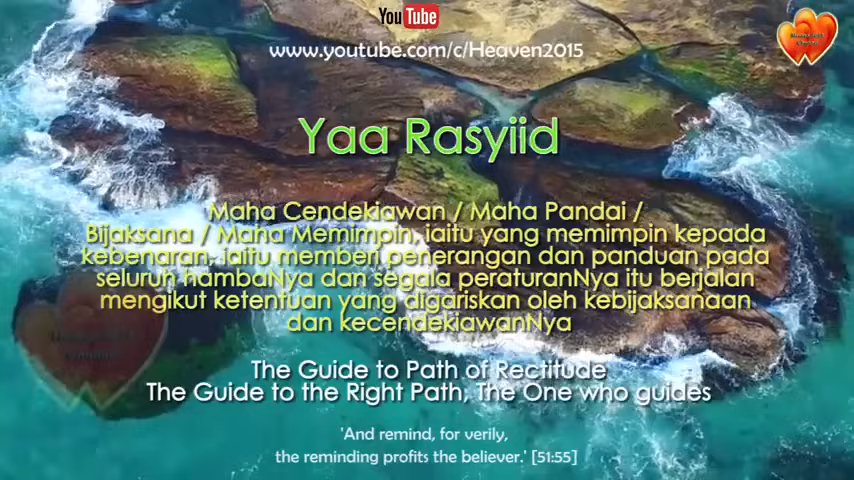 YouTube
www.youtube.com/c/Heaven2015
Yaa Rasyiid
Maha Cendekiawan / Maha Pandai /
Bijaksana / Maha Memimpin, iaitu yang memimpin kepada
kebenaran, iaitu memberi penerangan dan panduan pada
seluruh hambaNya dan segala peraturanNya itu berjalan
mengikut ketentuan yang digariskan oleh kebijaksanaan
dan kecendekiawanNya
The Guide to Path of Rectitude
The Guide to the Right Path, The One who guides
'And remind, for verily,
the reminding profits the believer.' [51:55]